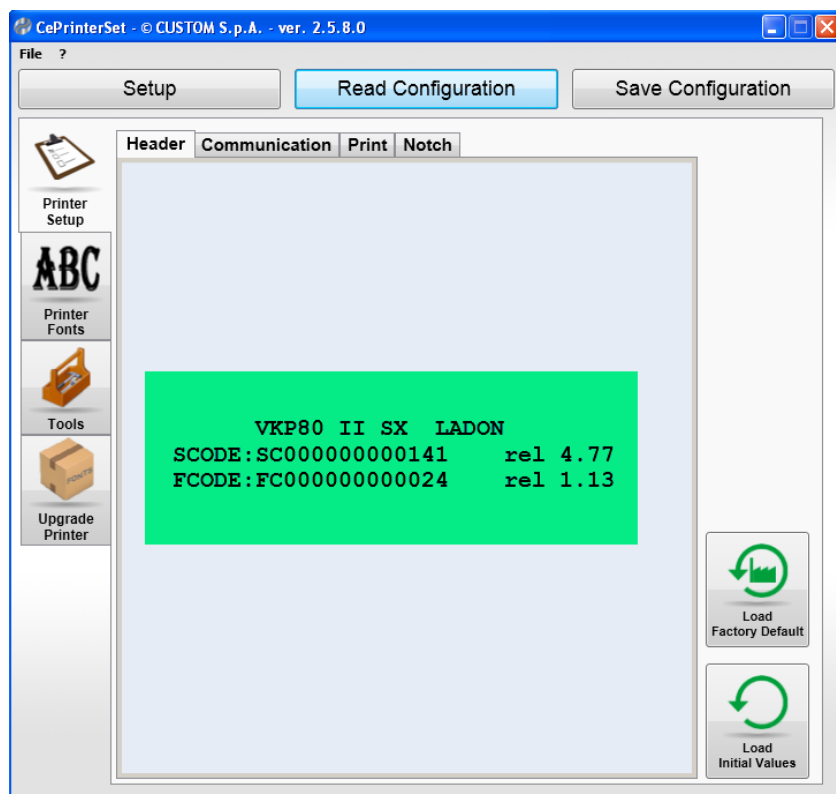 CePrinterSet - © CUSTOM S.p.A. - ver. 2.5.8.0
File ?
Setup Read Configuration Save Configuration
Header Communication Print Notch
Printer
Setup
ABC
Printer
Fonts
Tools
FONTS
Upgrade
Printer
VKP80 II SX LADON
SCODE:SC000000000141 rel 4.77
FCODE:FC000000000024 rel 1.13
Load
Factory Default
Load
Initial Values